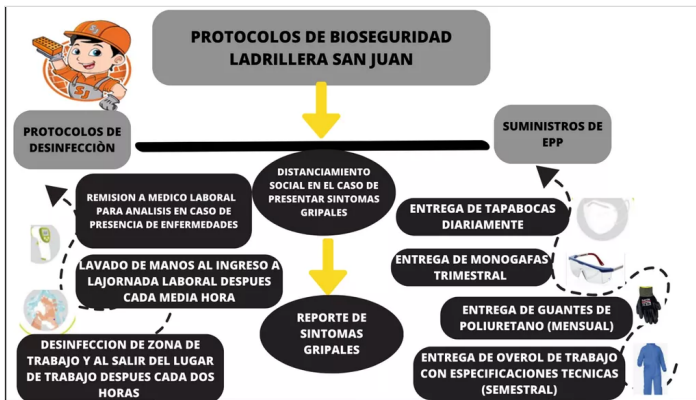 PROTOCOLOS DE BIOSEGURIDAD
LADRILLERA SAN JUAN
SJ
PROTOCOLOS DE
DESINFECCIÒN
SUMINISTROS DE
EPP
DISTANCIAMIENTO
SOCIAL EN EL CASO DE
PRESENTAR SINTOMAS
GRIPALES
REMISION A MEDICO LABORAL
PARA ANALISIS EN CASO DE
PRESENCIA DE ENFERMEDADES
LAVADO DE MANOS AL INGRESO A
LAJORNADA LABORAL DESPUES
CADA MEDIA HORA
DESINFECCION DE ZONA DE
TRABAJO Y AL SALIR DEL LUGAR
DE TRABAJO DESPUES CADA DOS
HORAS
REPORTE DE
SINTOMAS
GRIPALES
ENTREGA DE TAPABOCAS
DIARIAMENTE
ENTREGA DE MONOGAFAS
TRIMESTRAL
ENTREGA DE GUANTES DE
POLIURETANO (MENSUAL)
ENTREGA DE OVEROL DE TRABAJO
CON ESPECIFICACIONES TECNICAS
(SEMESTRAL)